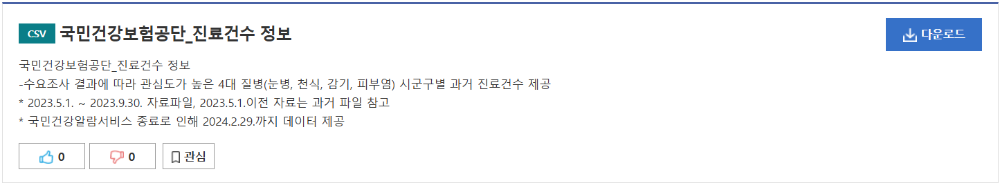 CSV 국민건강보험공단_진료건수 정보
다운로드
국민건강보험공단_진료건수 정보
-수요조사 결과에 따라 관심도가 높은 4대 질병(눈병, 천식, 감기, 피부염) 시군구별 과거 진료건수 제공
* 2023.5.1. ~ 2023.9.30. 자료파일, 2023.5.1.이전 자료는 과거 파일 참고
* 국민건강알람서비스 종료로 인해 2024.2.29.까지 데이터 제공
0 0 관심